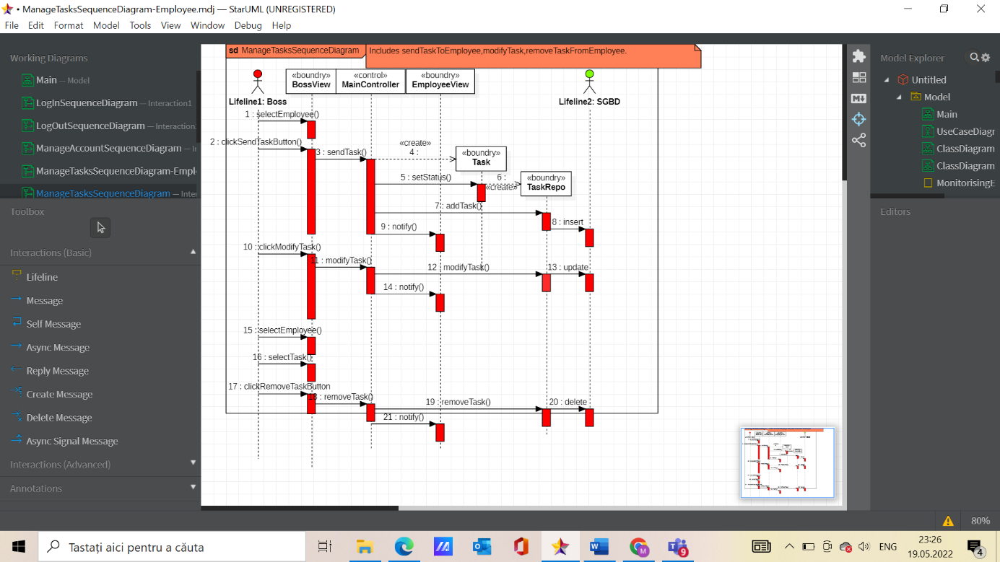 • ManageTasksSequenceDiagram-Employee.mdj — StarUML (UNREGISTERED)
File Edit Format Model Tools View Window Debug Help
Working Diagrams
Main — Model
LogInSequenceDiagram — Interaction1
LogOutSequenceDiagram — Interaction.
ManageAccountSequenceDiagram — I
ManageTasksSequenceDiagram-Empl
ManageTasksSequenceDiagram — Inte
Toolbox
Interactions (Basic)
Lifeline
Message
Self Message
Async Message
Reply Message
Create Message
Delete Message
Async Signal Message
Interactions (Advanced)
Annotations
sd ManageTasksSequenceDiagram
Includes sendTaskToEmployee,modifyTask,removeTaskFromEmployee.
«boundry»
BossView
«control»
MainController
«boundry»
EmployeeView
Lifeline1: Boss
Lifeline2: SGBD
1 : selectEmployee()
2 : clickSendTaskButton()
3 : sendTask()
«create»
4 :
«boundry»
Task
5 : setStatus()
6 :
«create»
«boundry»
TaskRepo
7 : addTask()
8 : insert
9 : notify()
10 : clickModifyTask()
11 : modifyTask()
12 : modifyTask()
13 : update
14 : notify()
15 : selectEmployee()
16 : selectTask()
17 : clickRemoveTaskButton
18 : removeTask()
19 : removeTask()
20 : delete
21 : notify()
M
Model Explorer
Untitled
Model
Main
UseCaseDiagr
ClassDiagram
ClassDiagram
MonitorisingE
Editors
80%
Tastați aici pentru a căuta
9
ENG
23:26
19.05.2022
4